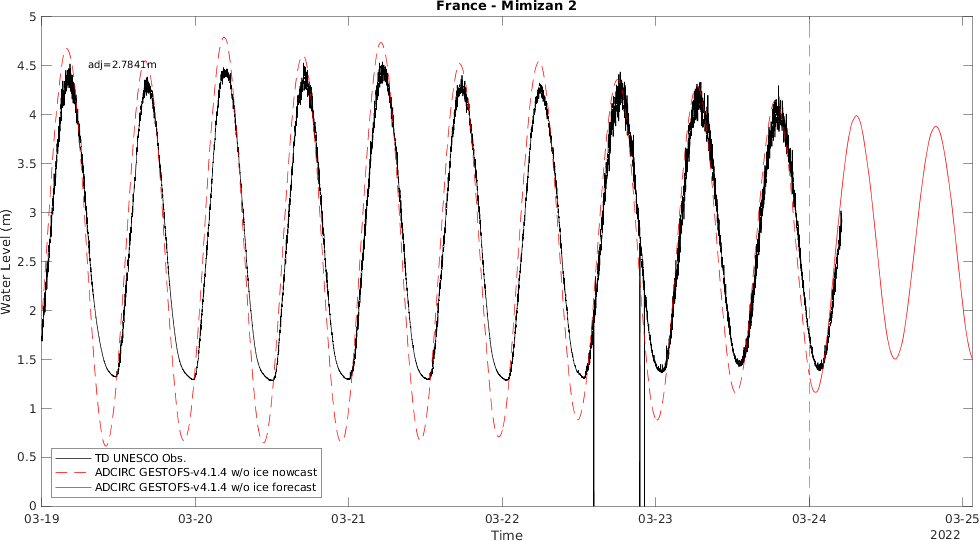 France - Mimizan 2
5
4.5
4
3.5
3
2.5
2
1.5
1
0.5
0
Water Level (m)
adj=2.7841m
TD UNESCO Obs.
ADCIRC GESTOFS-v4.1.4 w/o ice nowcast
ADCIRC GESTOFS-v4.1.4 w/o ice forecast
03-19 03-20 03-21 03-22 03-23 03-24 03-25
Time
2022